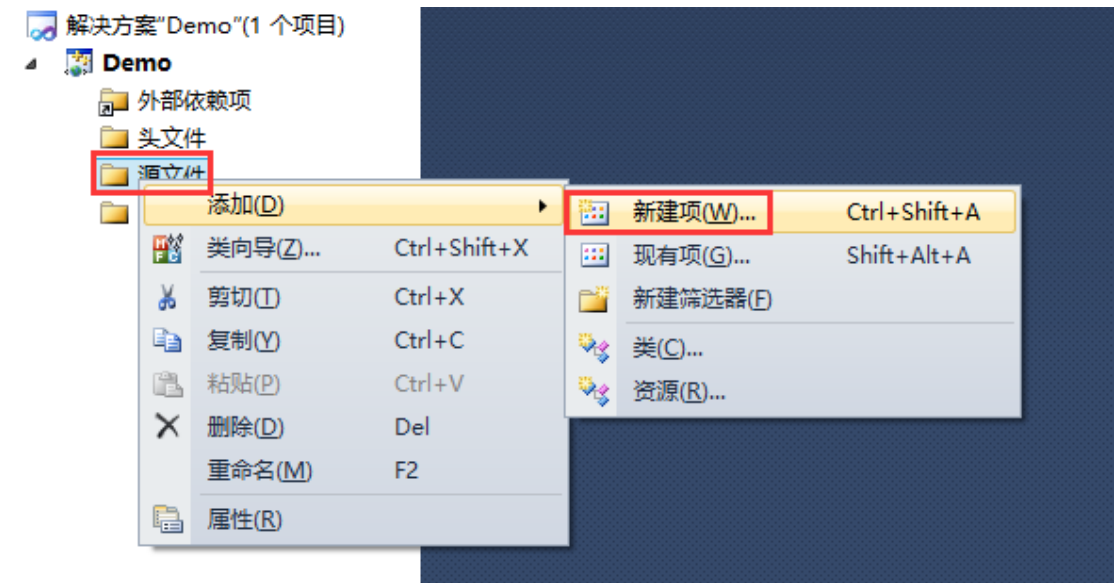 解决方案"Demo"(1 个项目)
Demo
外部依赖项
头文件
源文件
添加(D)
类向导(Z)... Ctrl+Shift+X
剪切(T) Ctrl+X
复制(Y) Ctrl+C
粘贴(P) Ctrl+V
删除(D) Del
重命名(M) F2
属性(R)
新建项(W)... Ctrl+Shift+A
现有项(G)... Shift+Alt+A
新建筛选器(F)
类(C)...
资源(R)...